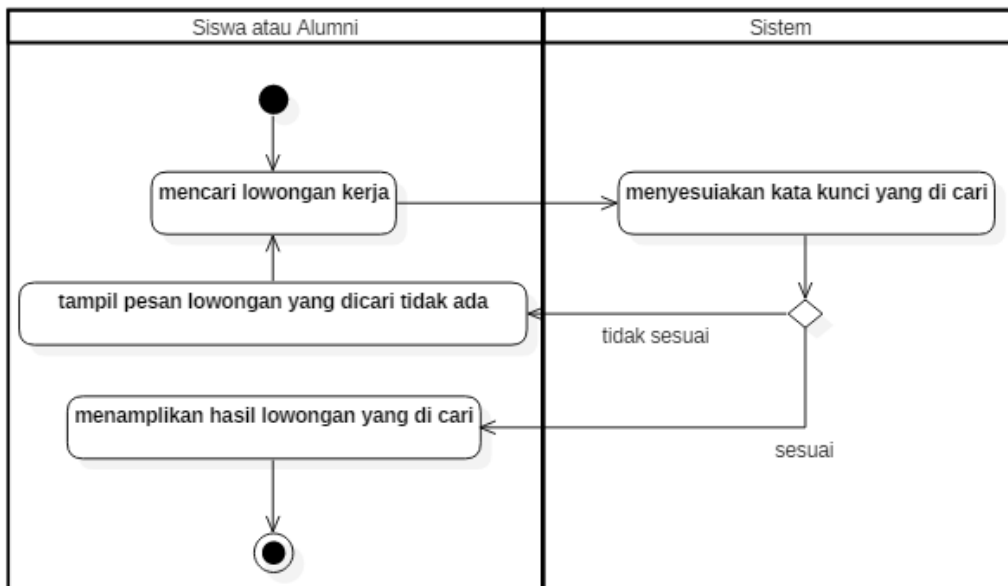 Siswa atau Alumni
Sistem
mencari lowongan kerja
menyesuiakan kata kunci yang di cari
tampil pesan lowongan yang dicari tidak ada
tidak sesuai
menamplikan hasil lowongan yang di cari
sesuai